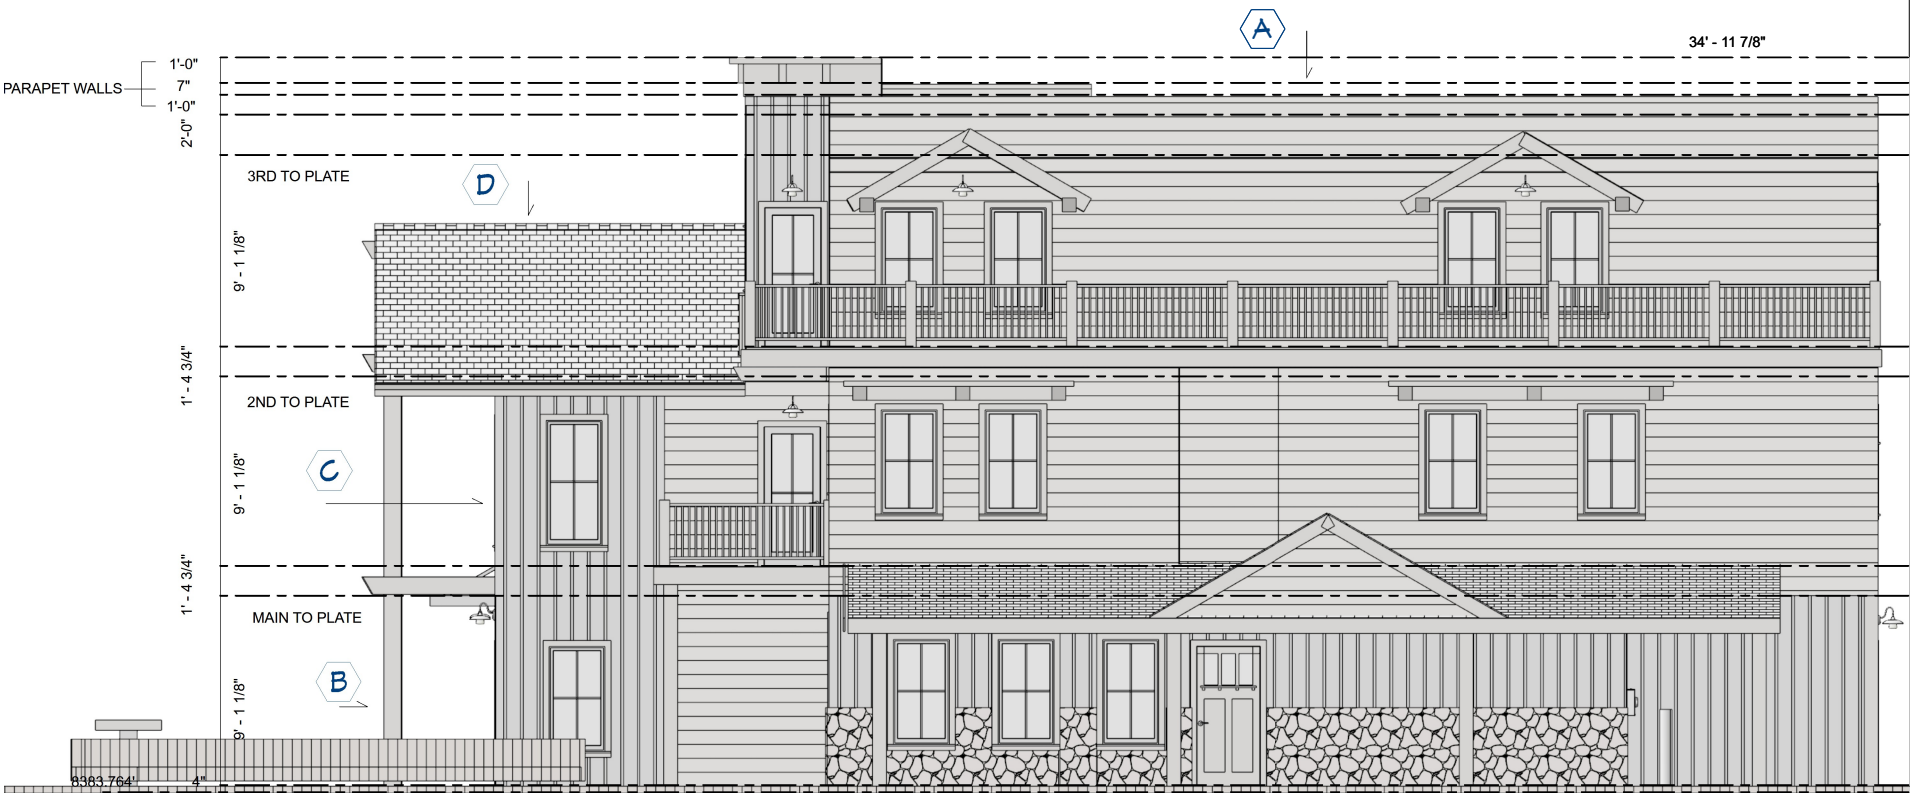 A
34' - 11 7/8"
1'-0"
PARAPET WALLS
7"
1'-0"
2'-0"
3RD TO PLATE
D
9' - 1 1/8"
1' - 4 3/4"
2ND TO PLATE
C
9' - 1 1/8"
1' - 4 3/4"
MAIN TO PLATE
B
9' - 1 1/8"
8383.764' 4"